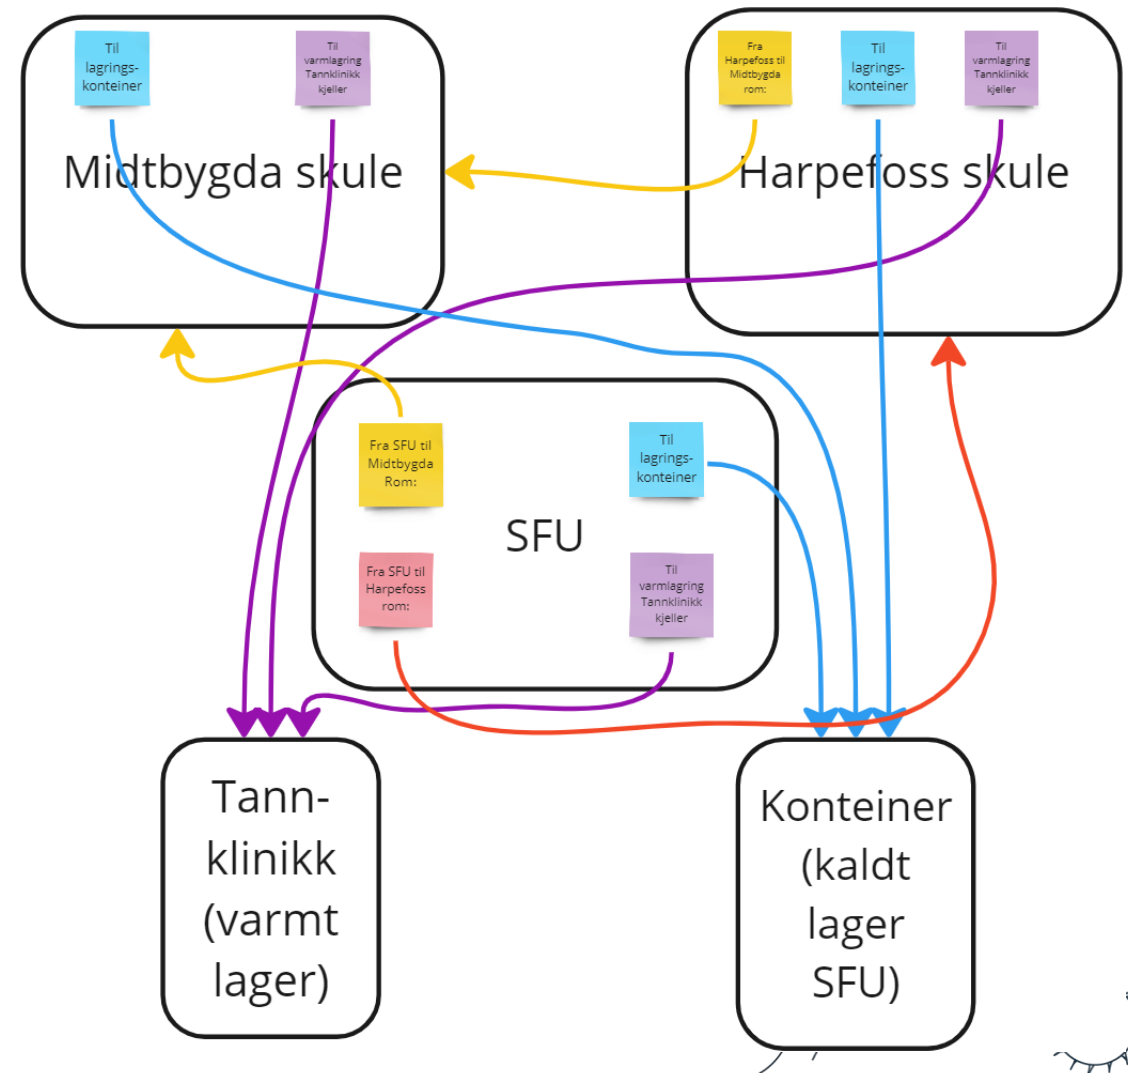 Til
lagrings-
konteiner
Til
varmlagring
Tannklinikk
kjeller
Midtbygda skule
Fra
Harpefoss til
Midtbygda
rom:
Til
lagrings-
konteiner
Til
varmlagring
Tannklinikk
kjeller
Harpefoss skule
Fra SFU til
Midtbygda
Rom:
Til
lagrings-
konteiner
SFU
Fra SFU til
Harpefoss
rom:
Til
varmlagring
Tannklinikk
kjeller
Tann-
klinikk
(varmt
lager)
Konteiner
(kaldt
lager
SFU)